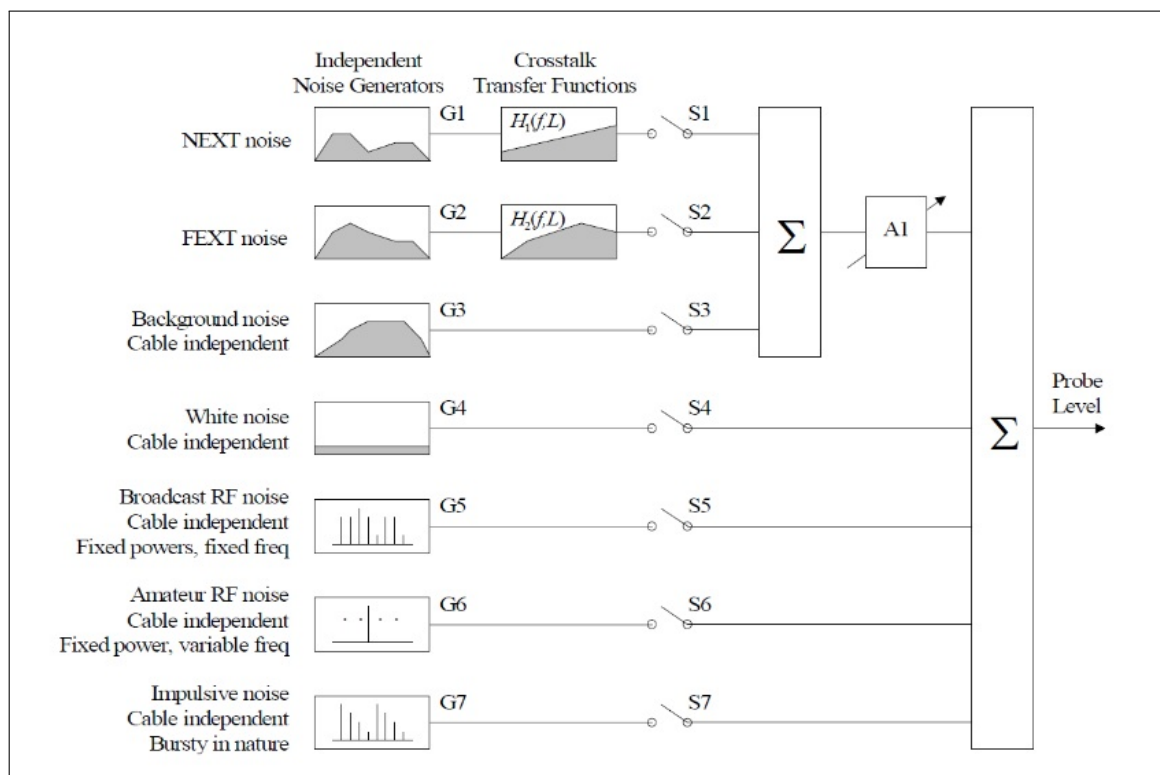 Independent
Noise Generators
Crosstalk
Transfer Functions
NEXT noise
G1
H1(f,L)
S1
FEXT noise
G2
H2(f,L)
S2
Σ
A1
Background noise
Cable independent
G3
S3
White noise
Cable independent
G4
S4
Σ
Probe
Level
Broadcast RF noise
Cable independent
Fixed powers, fixed freq
G5
S5
Amateur RF noise
Cable independent
Fixed power, variable freq
G6
S6
Impulsive noise
Cable independent
Bursty in nature
G7
S7